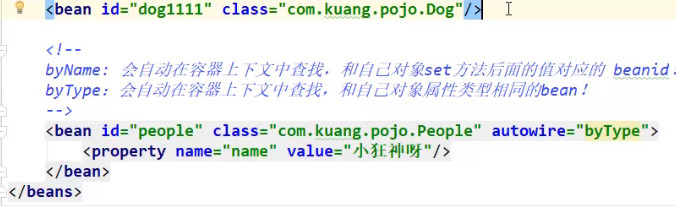 <bean id="dog1111" class="com.kuang.pojo.Dog"/>
<!--
byName: 会自动在容器上下文中查找，和自己对象set方法后面的值对应的 beanid！
byType: 会自动在容器上下文中查找，和自己对象属性类型相同的bean！
-->
<bean id="people" class="com.kuang.pojo.People" autowire="byType">
<property name="name" value="小狂神呀"/>
</bean>
</beans>